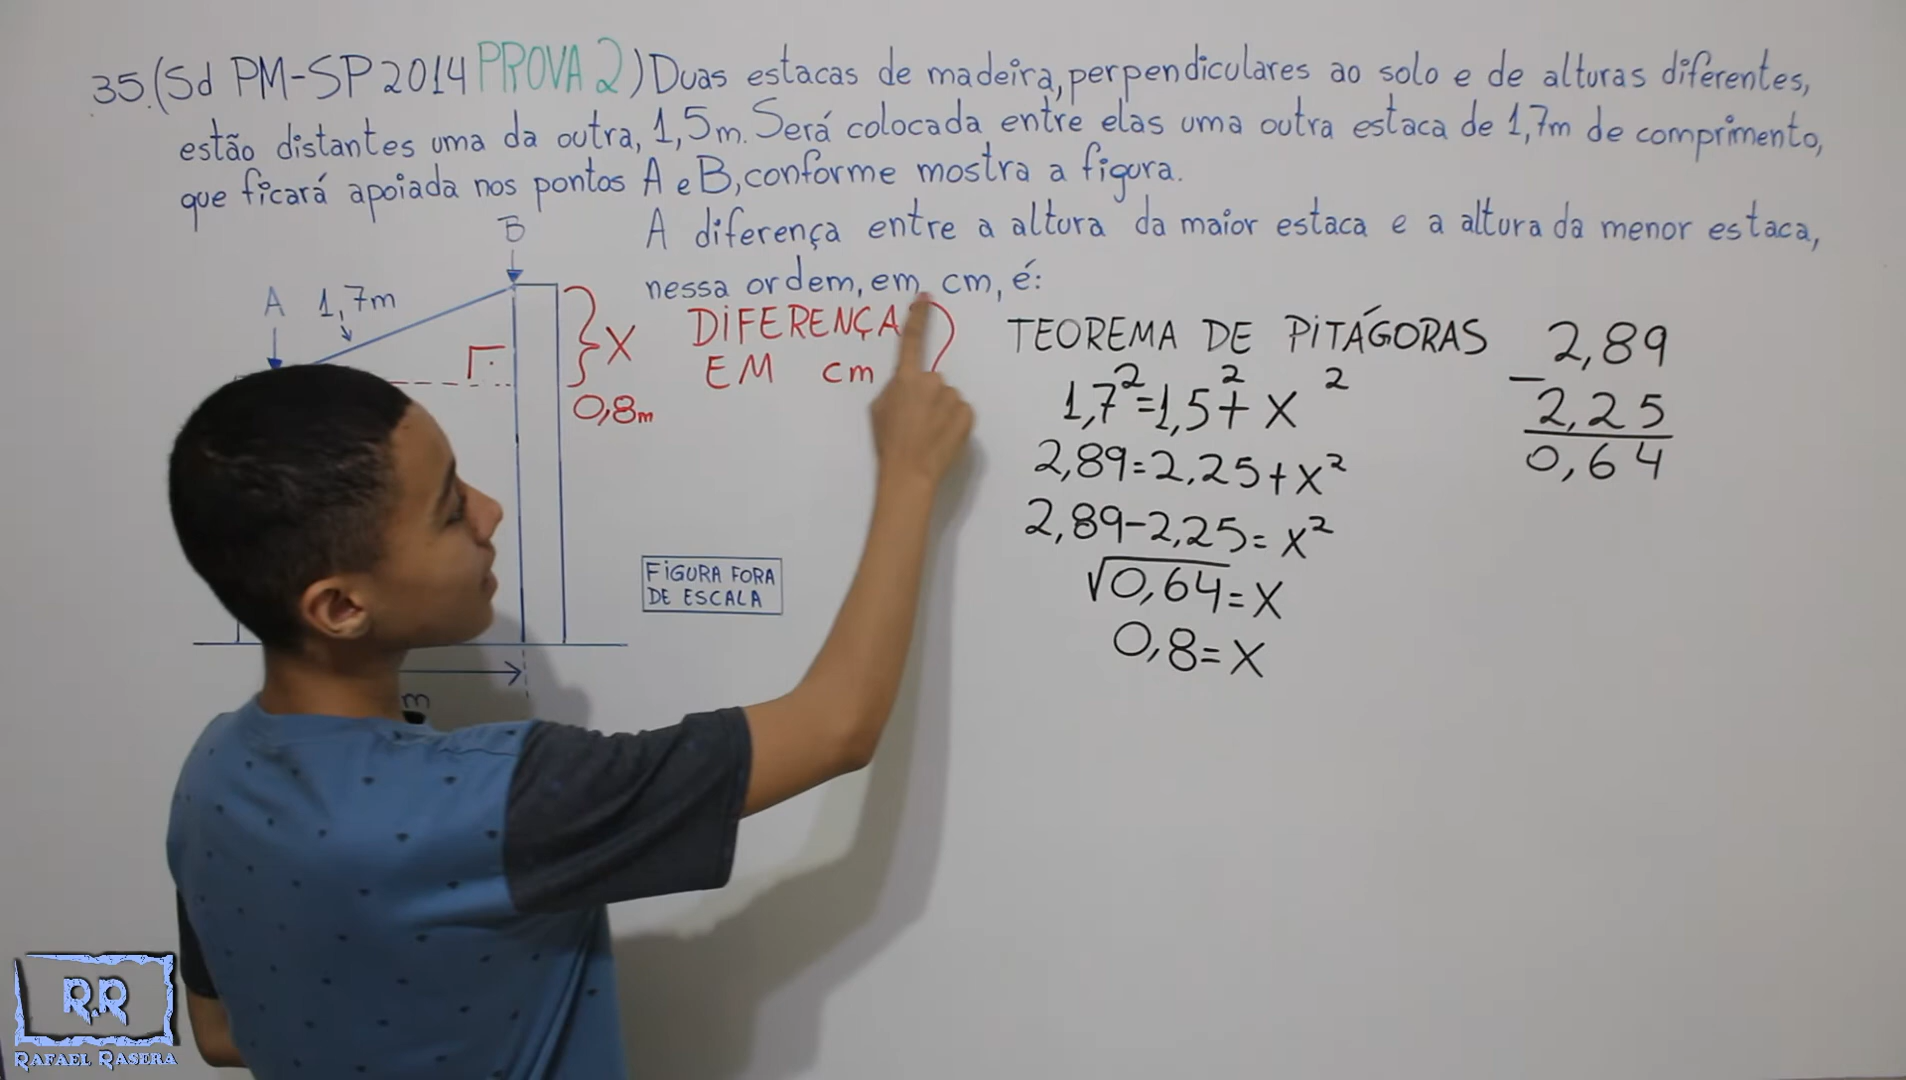 35.(Sd PM-SP 2014 PROVA 2) Duas estacas de madeira, perpendiculares ao solo e de alturas diferentes,
estão distantes uma da outra, 1,5m. Será colocada entre elas uma outra estaca de 1,7m de comprimento,
que ficará apoiada nos pontos A e B, conforme mostra a figura.
A diferença entre a altura da maior estaca e a altura da menor estaca,
nessa ordem, em cm, é:
B
A 1,7m
X
0,8m
m
FIGURA FORA
DE ESCALA
DIFERENÇA
EM cm
TEOREMA DE PITÁGORAS
1,7²=1,5²+X²
2,89=2,25+X²
2,89-2,25=X²
√0,64=X
0,8=X
2,89
- 2,25
0,64
R.R
RAFAEL RASERA